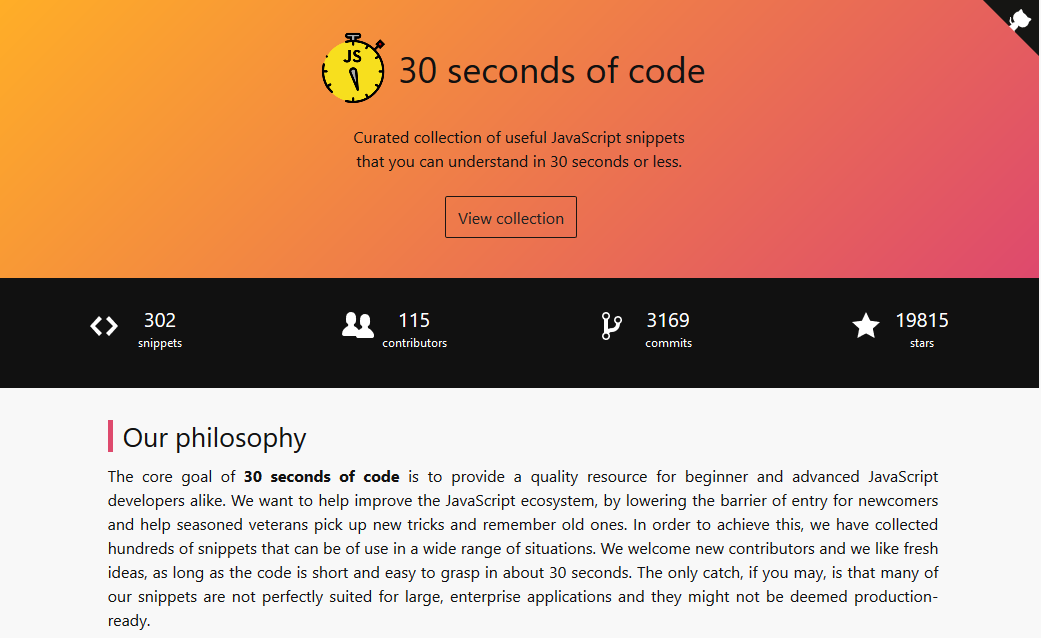 JS
30 seconds of code
Curated collection of useful JavaScript snippets
that you can understand in 30 seconds or less.
View collection
302
snippets
115
contributors
3169
commits
19815
stars
Our philosophy
The core goal of 30 seconds of code is to provide a quality resource for beginner and advanced JavaScript
developers alike. We want to help improve the JavaScript ecosystem, by lowering the barrier of entry for newcomers
and help seasoned veterans pick up new tricks and remember old ones. In order to achieve this, we have collected
hundreds of snippets that can be of use in a wide range of situations. We welcome new contributors and we like fresh
ideas, as long as the code is short and easy to grasp in about 30 seconds. The only catch, if you may, is that many of
our snippets are not perfectly suited for large, enterprise applications and they might not be deemed production-
ready.